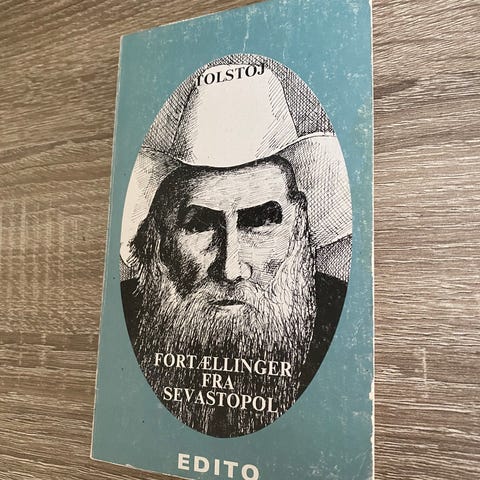 TOLSTOJ
FORTÆLLINGER
FRA
SEVASTOPOL
EDITO